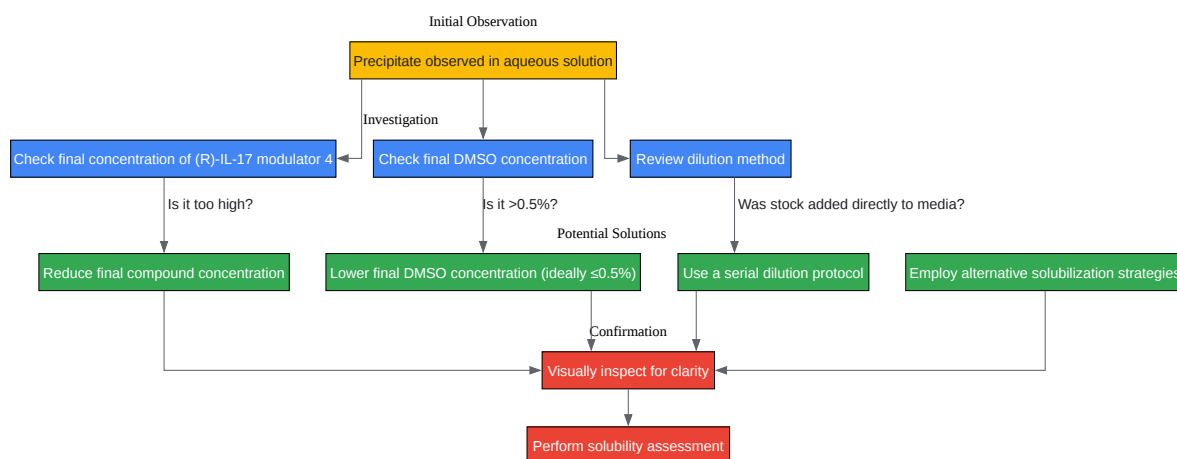 Initial Observation
Precipitate observed in aqueous solution
Investigation
Check final concentration of (R)-IL-17 modulator 4
Check final DMSO concentration
Review dilution method
Is it too high?
Is it >0.5%?
Was stock added directly to media?
Potential Solutions
Reduce final compound concentration
Lower final DMSO concentration (ideally ≤0.5%)
Use a serial dilution protocol
Employ alternative solubilization strategies
Confirmation
Visually inspect for clarity
Perform solubility assessment